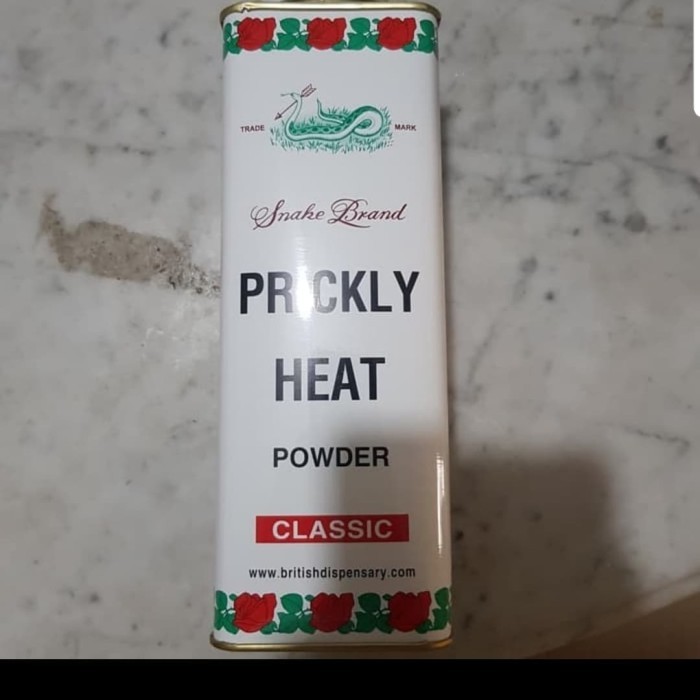 TRADE MARK
Snake Brand
PRICKLY
HEAT
POWDER
CLASSIC
www.britishdispensary.com